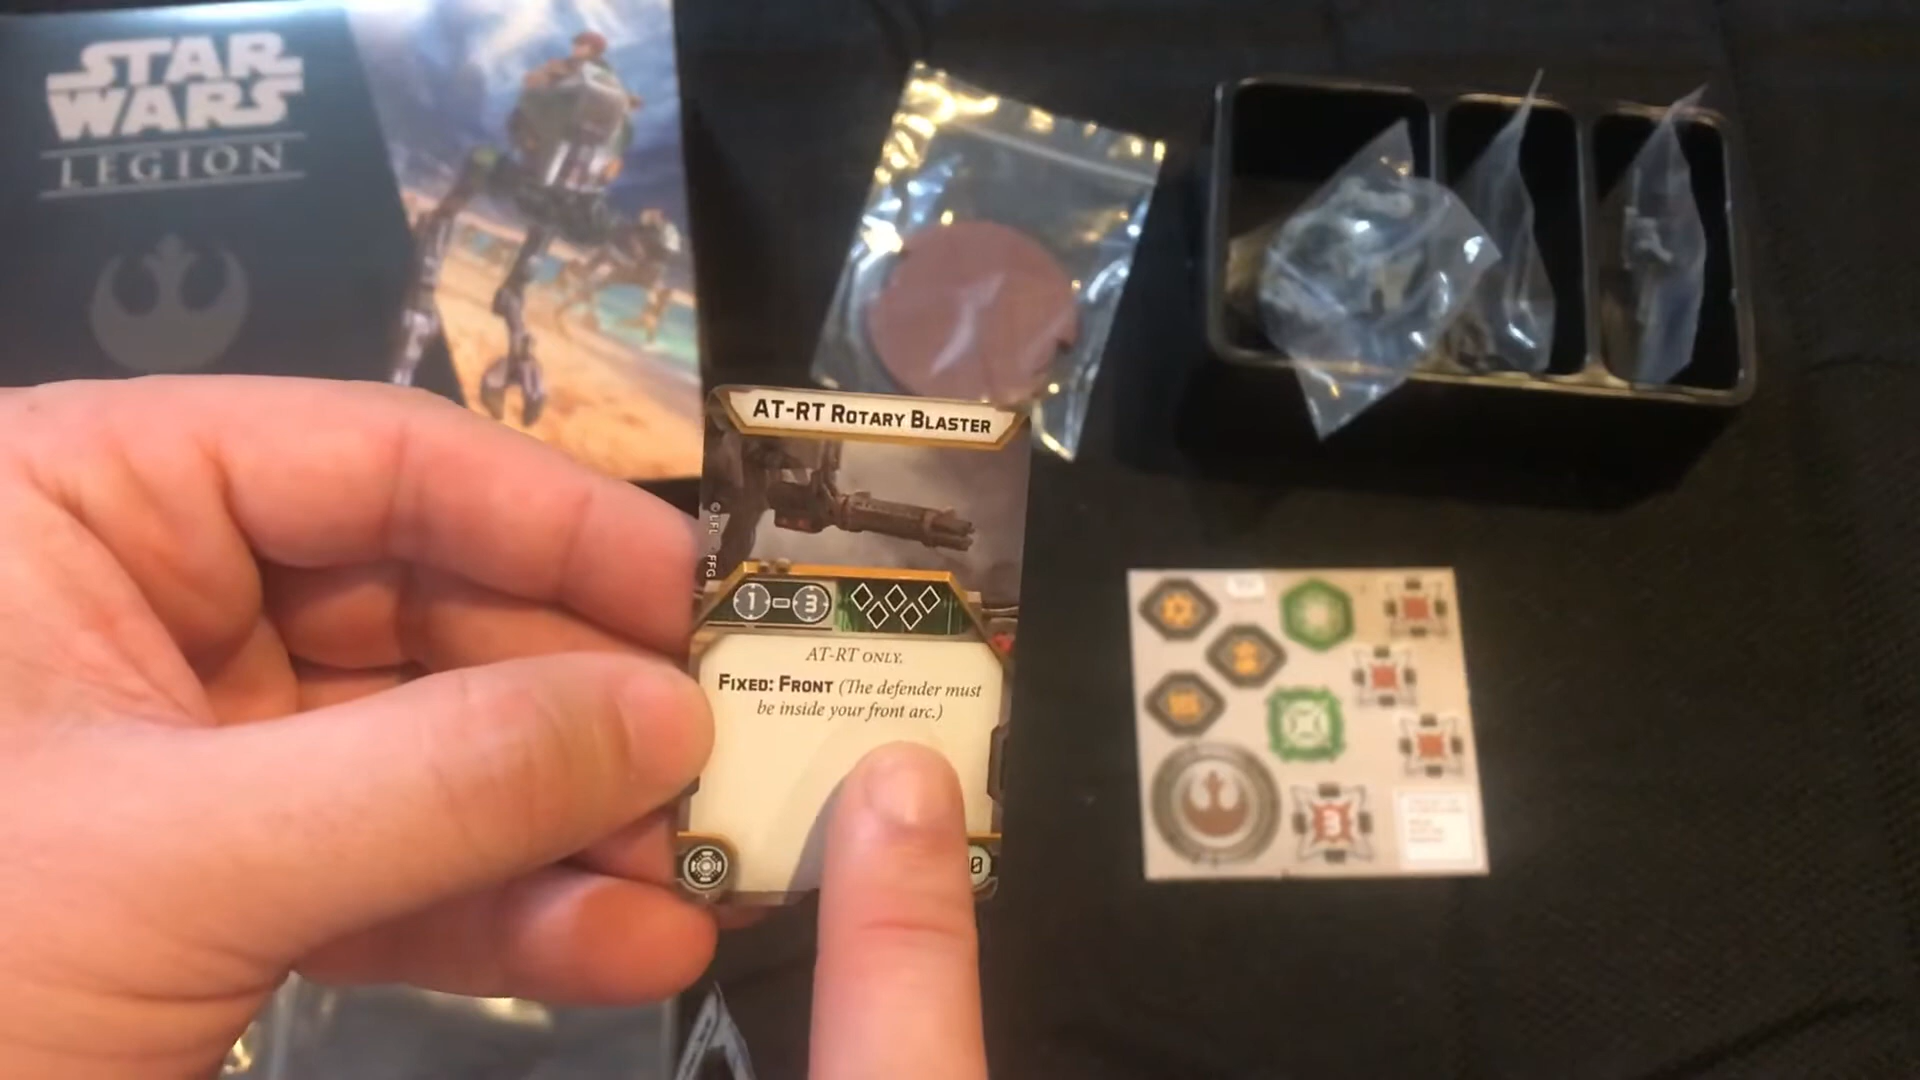 STAR
WARS
LEGION
AT-RT ROTARY BLASTER
©LFL FFG
1-3
AT-RT ONLY.
FIXED: FRONT (The defender must
be inside your front arc.)
0
3